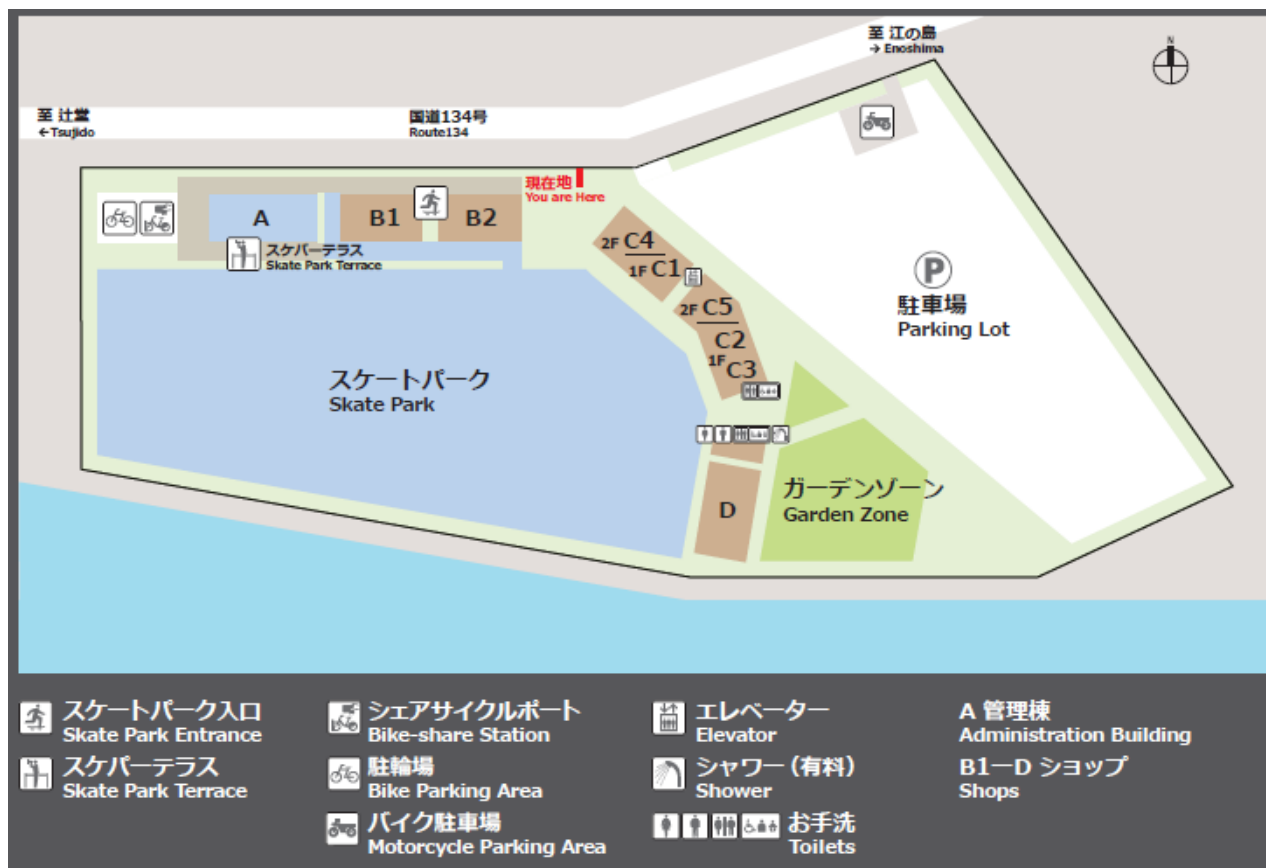 至 江の島
→ Enoshima
N
至 辻堂
←Tsujido
国道134号
Route134
現在地
You are Here
A
B1
B2
スケパーテラス
Skate Park Terrace
2F C4
1F C1
2F C5
C2
1F C3
P
駐車場
Parking Lot
スケートパーク
Skate Park
ガーデンゾーン
Garden Zone
D
スケートパーク入口
Skate Park Entrance
スケパーテラス
Skate Park Terrace
シェアサイクルポート
Bike-share Station
駐輪場
Bike Parking Area
バイク駐車場
Motorcycle Parking Area
エレベーター
Elevator
シャワー（有料）
Shower
お手洗
Toilets
A 管理棟
Administration Building
B1ーD ショップ
Shops